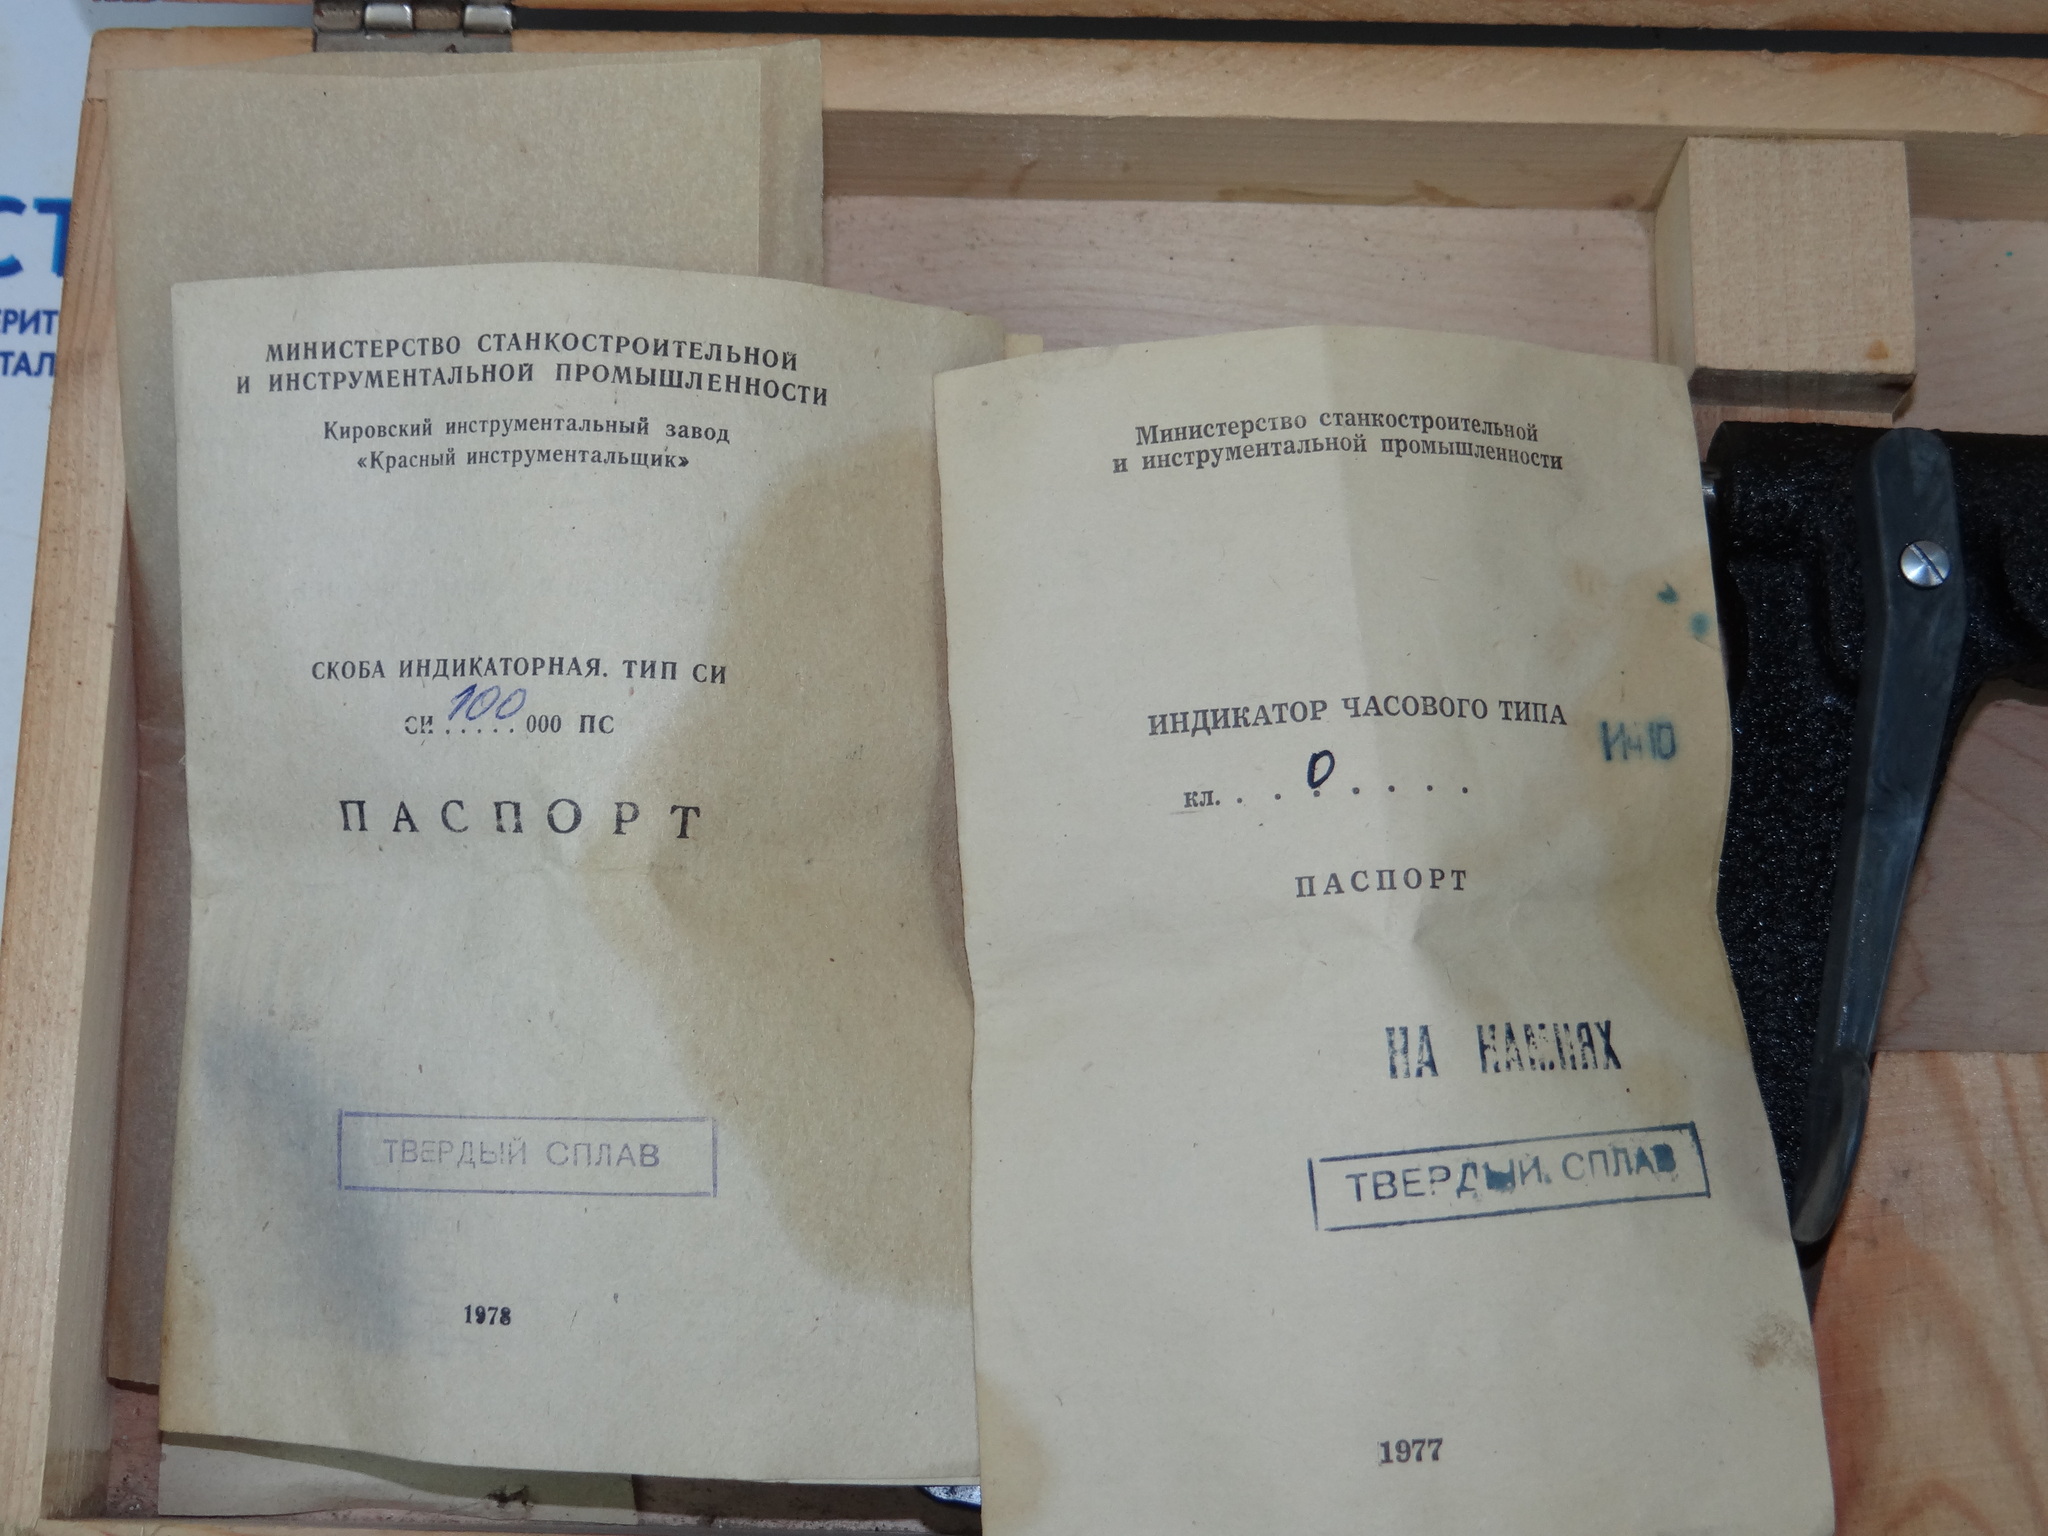 СТ
МИНИСТЕРСТВО СТАНКОСТРОИТЕЛЬНОЙ
И ИНСТРУМЕНТАЛЬНОЙ ПРОМЫШЛЕННОСТИ
Кировский инструментальный завод
«Красный инструментальщик»
СКОБА ИНДИКАТОРНАЯ. ТИП СИ
СИ 100 ..... 000 ПС
ПАСПОРТ
ТВЕРДЫЙ СПЛАВ
1978
Министерство станкостроительной
и инструментальной промышленности
ИНДИКАТОР ЧАСОВОГО ТИПА
ИЧ10
кл. . . 0 . . . .
ПАСПОРТ
НА КАМНЯХ
ТВЕРДЫЙ СПЛАВ
1977